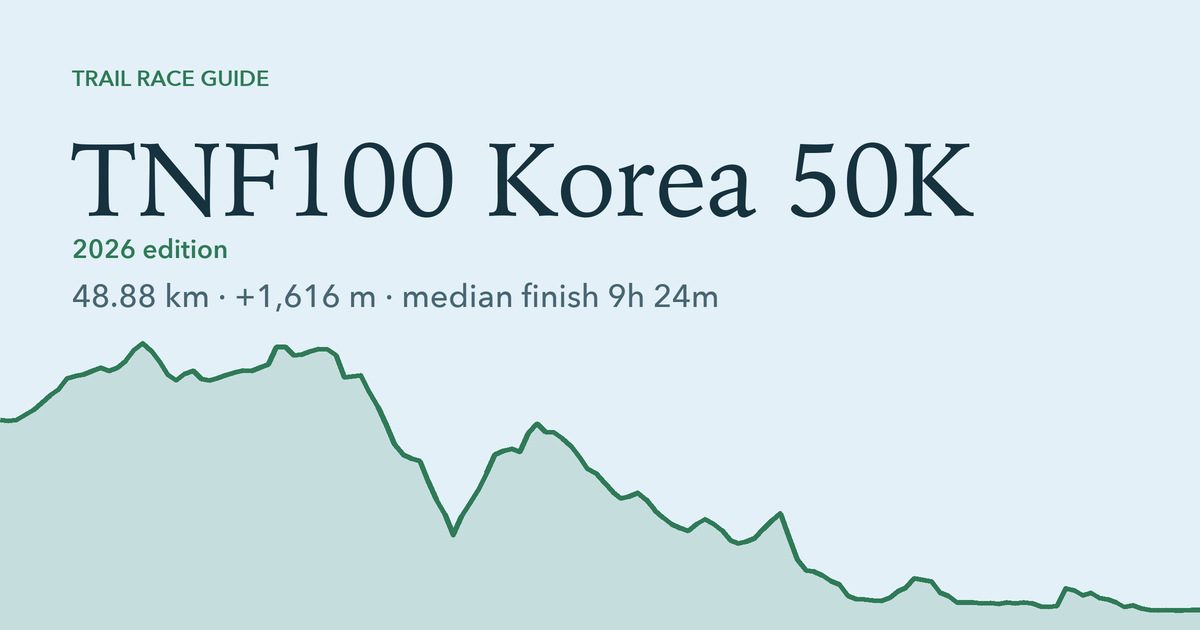 TRAIL RACE GUIDE
TNF100 Korea 50K
2026 edition
48.88 km · +1,616 m · median finish 9h 24m